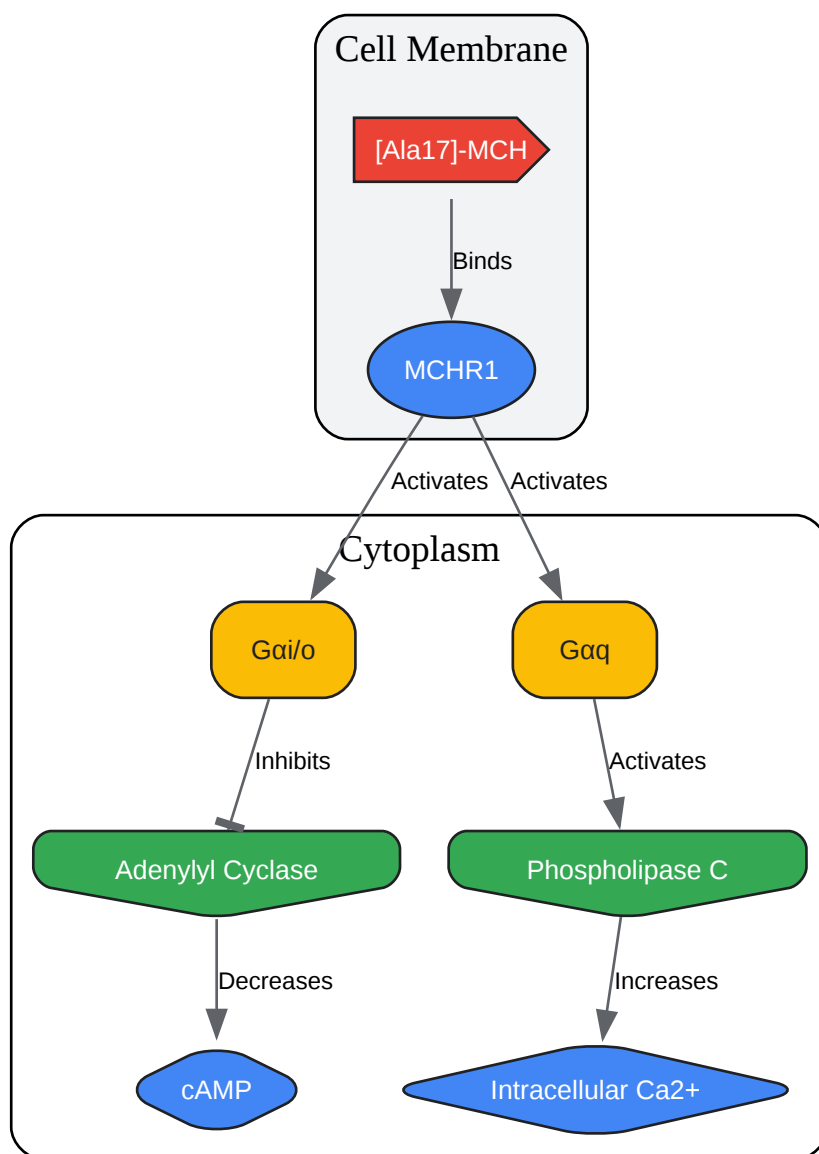 Cell Membrane
[Ala17]-MCH
Binds
MCHR1
Activates
Activates
Cytoplasm
Gαi/o
Gαq
Inhibits
Activates
Adenylyl Cyclase
Phospholipase C
Decreases
Increases
cAMP
Intracellular Ca2+